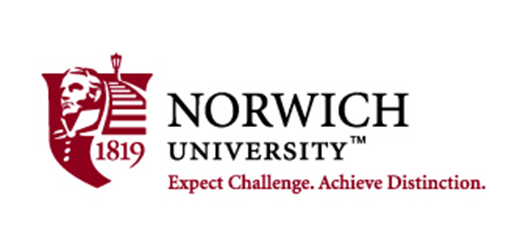 1819
NORWICH
UNIVERSITY™
Expect Challenge. Achieve Distinction.